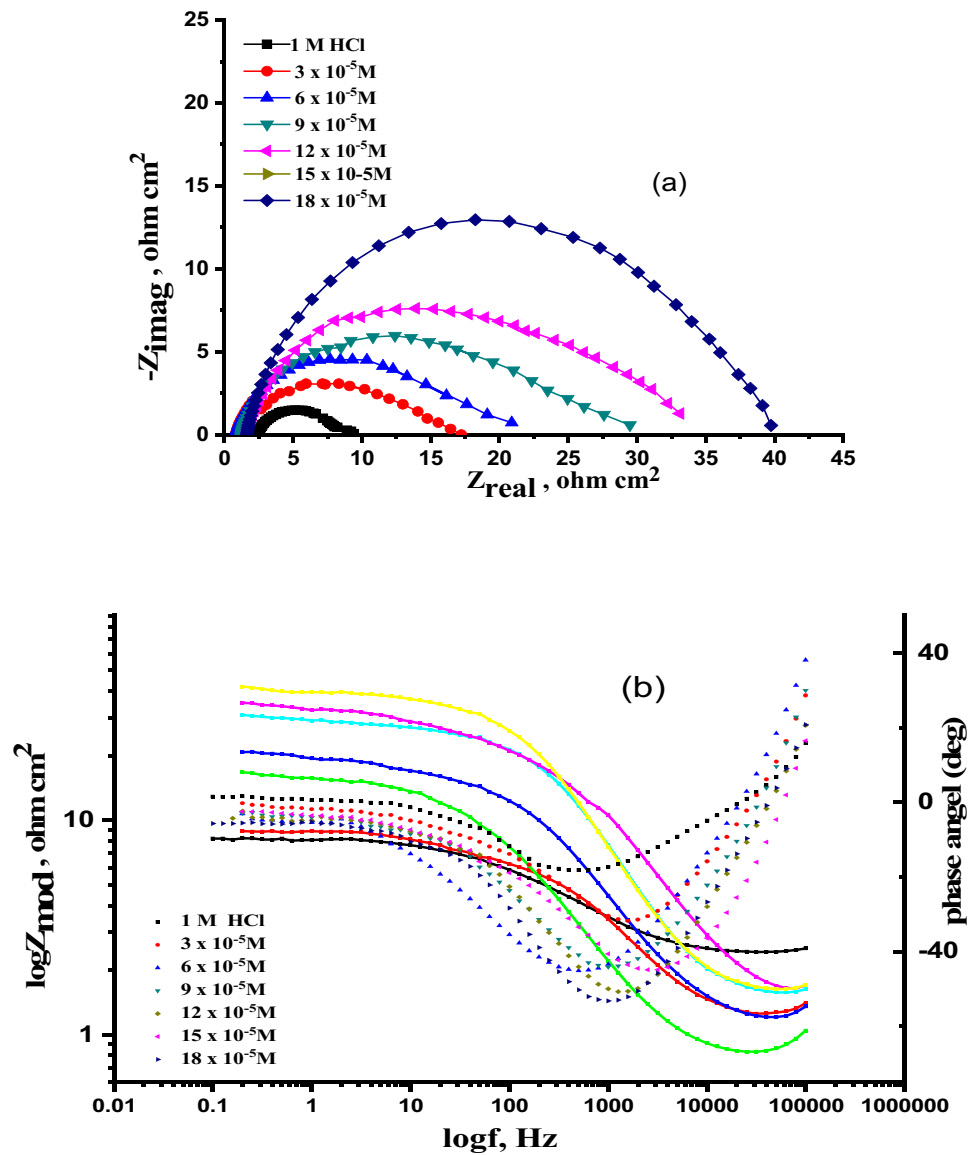 25
20
15
10
5
0
-Zimag , ohm cm2
1 M HCl
3 x 10-5M
6 x 10-5M
9 x 10-5M
12 x 10-5M
15 x 10-5M
18 x 10-5M
(a)
0 5 10 15 20 25 30 35 40 45
Zreal , ohm cm2
10
1
logZmod, ohm cm2
(b)
40
0
-40
phase angel (deg)
1 M HCl
3 x 10-5M
6 x 10-5M
9 x 10-5M
12 x 10-5M
15 x 10-5M
18 x 10-5M
0.01 0.1 1 10 100 1000 10000 100000 1000000
logf, Hz